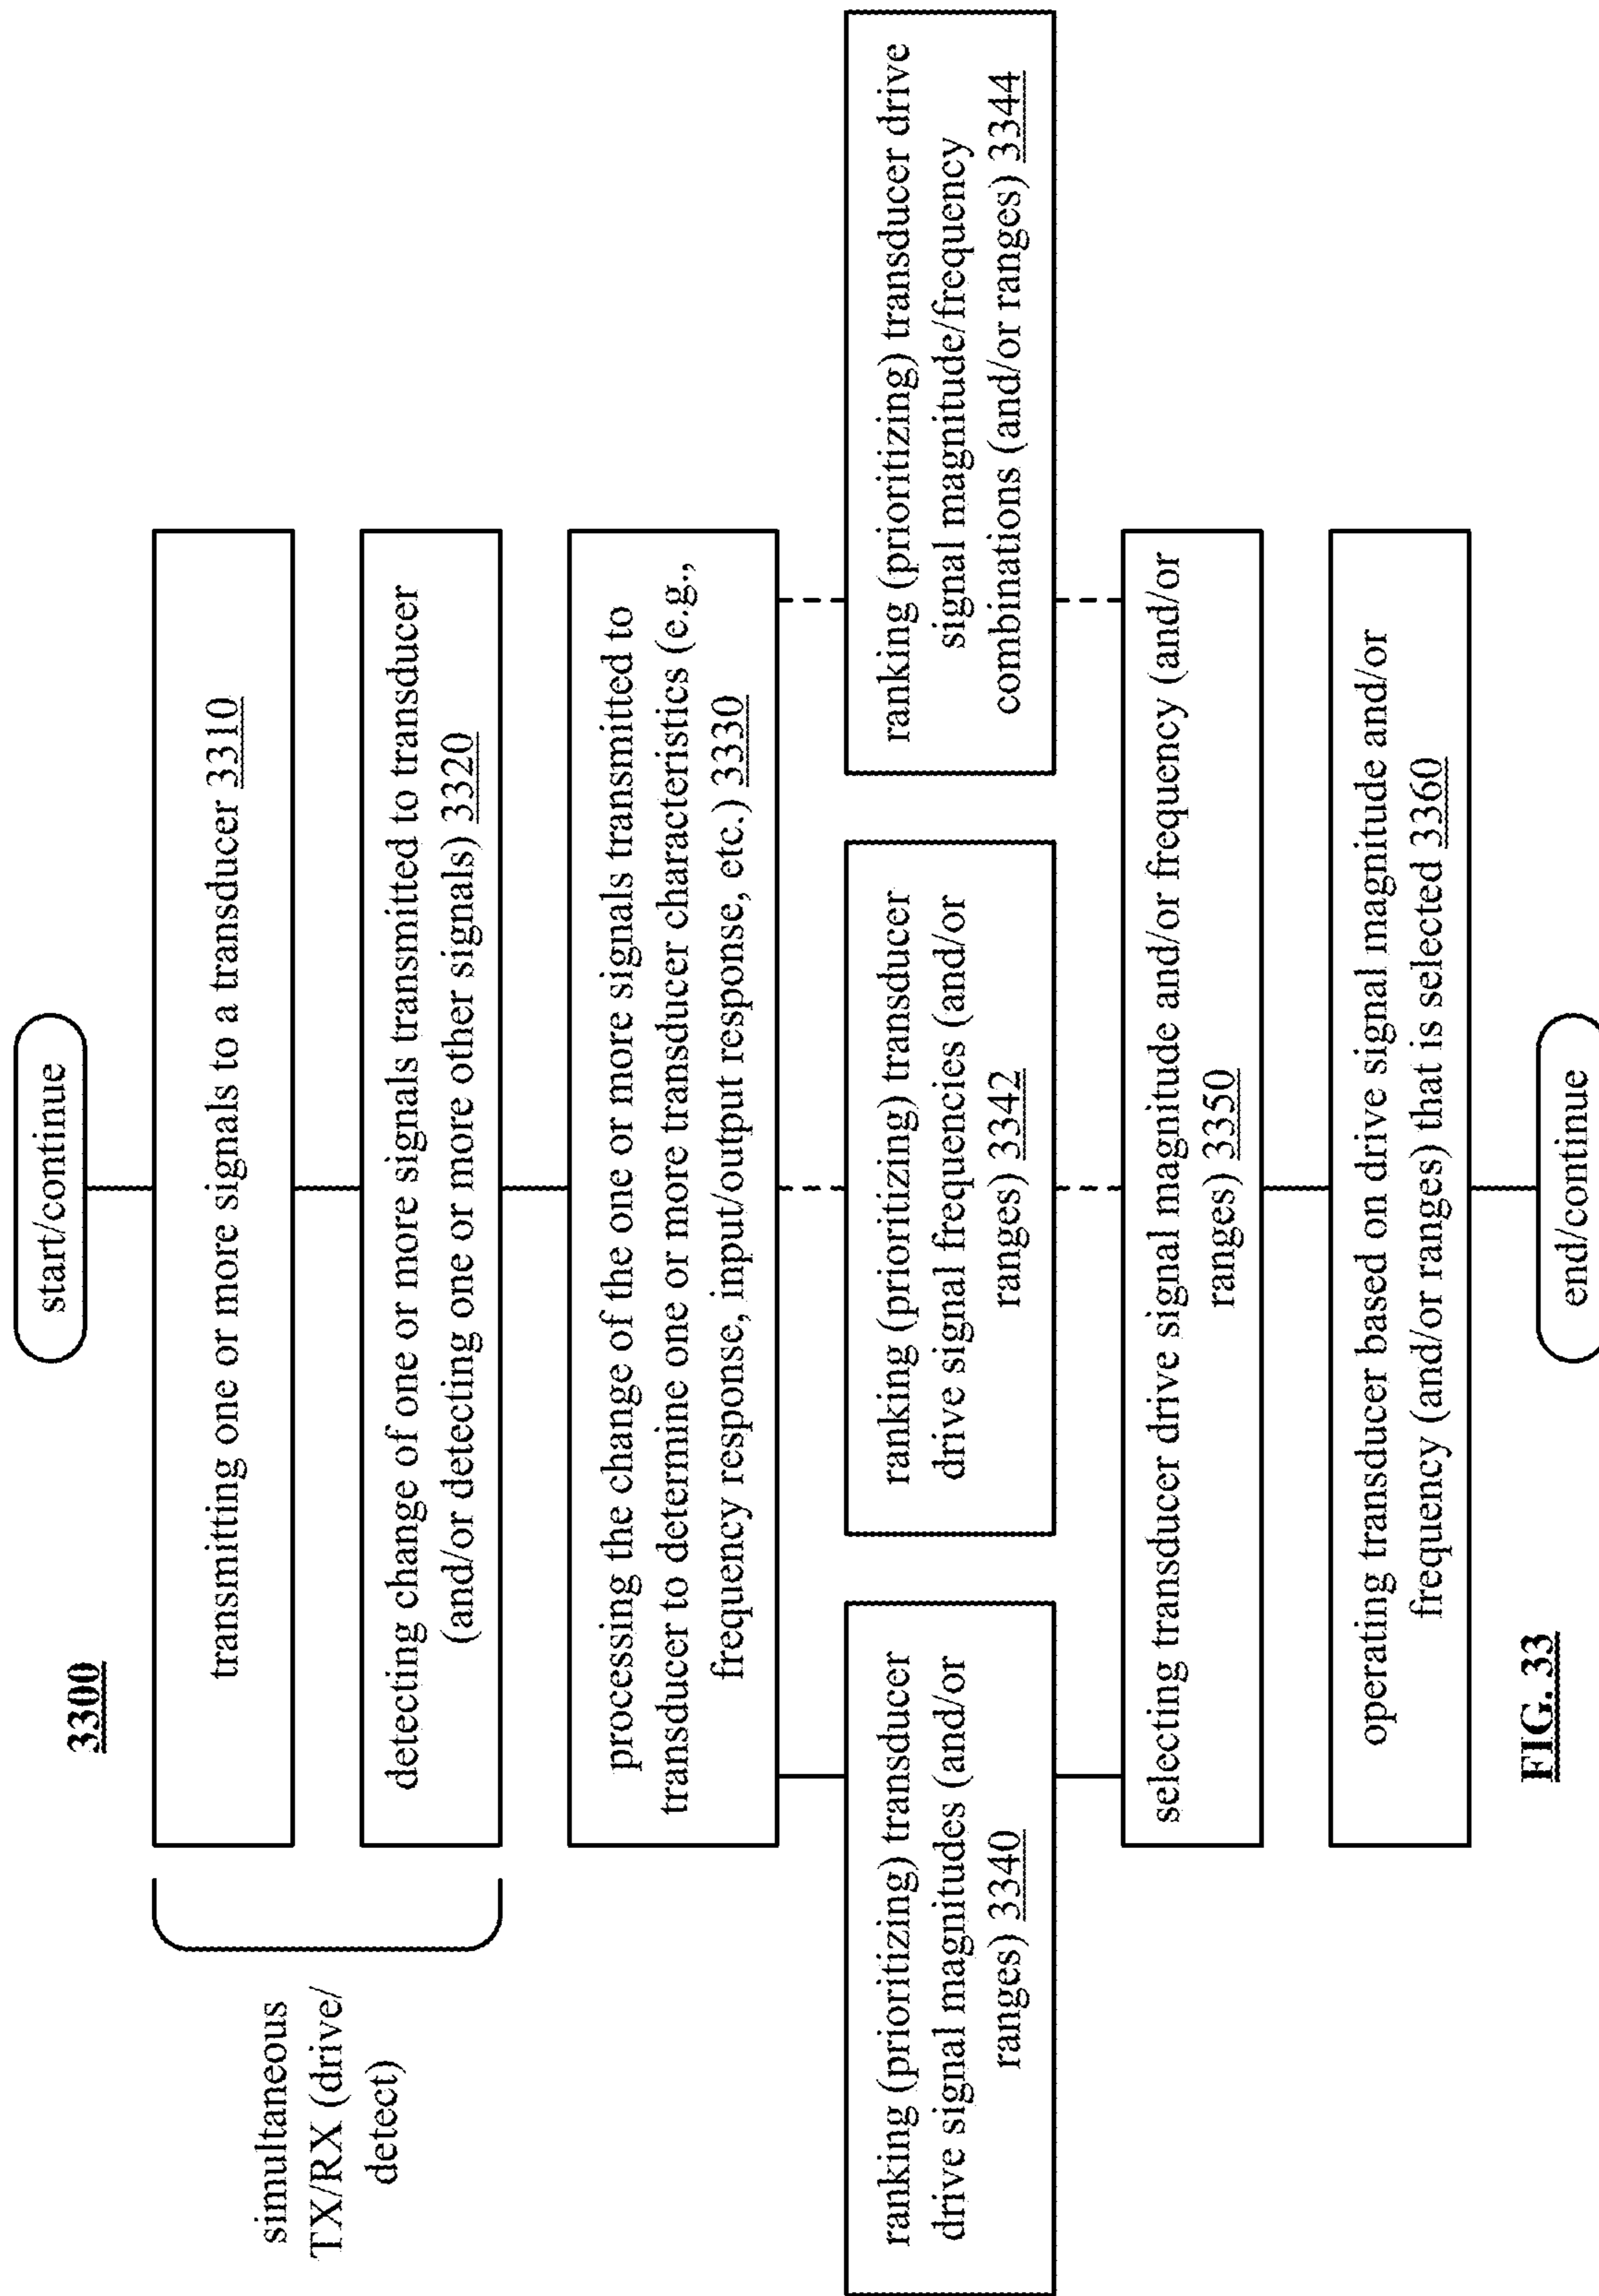 3300
start/continue
simultaneous
TX/RX (drive/
detect)
transmitting one or more signals to a transducer 3310
detecting change of one or more signals transmitted to transducer
(and/or detecting one or more other signals) 3320
processing the change of the one or more signals transmitted to
transducer to determine one or more transducer characteristics (e.g.,
frequency response, input/output response, etc.) 3330
ranking (prioritizing) transducer
drive signal magnitudes (and/or
ranges) 3340
ranking (prioritizing) transducer
drive signal frequencies (and/or
ranges) 3342
ranking (prioritizing) transducer drive
signal magnitude/frequency
combinations (and/or ranges) 3344
selecting transducer drive signal magnitude and/or frequency (and/or
ranges) 3350
operating transducer based on drive signal magnitude and/or
frequency (and/or ranges) that is selected 3360
end/continue
FIG. 33